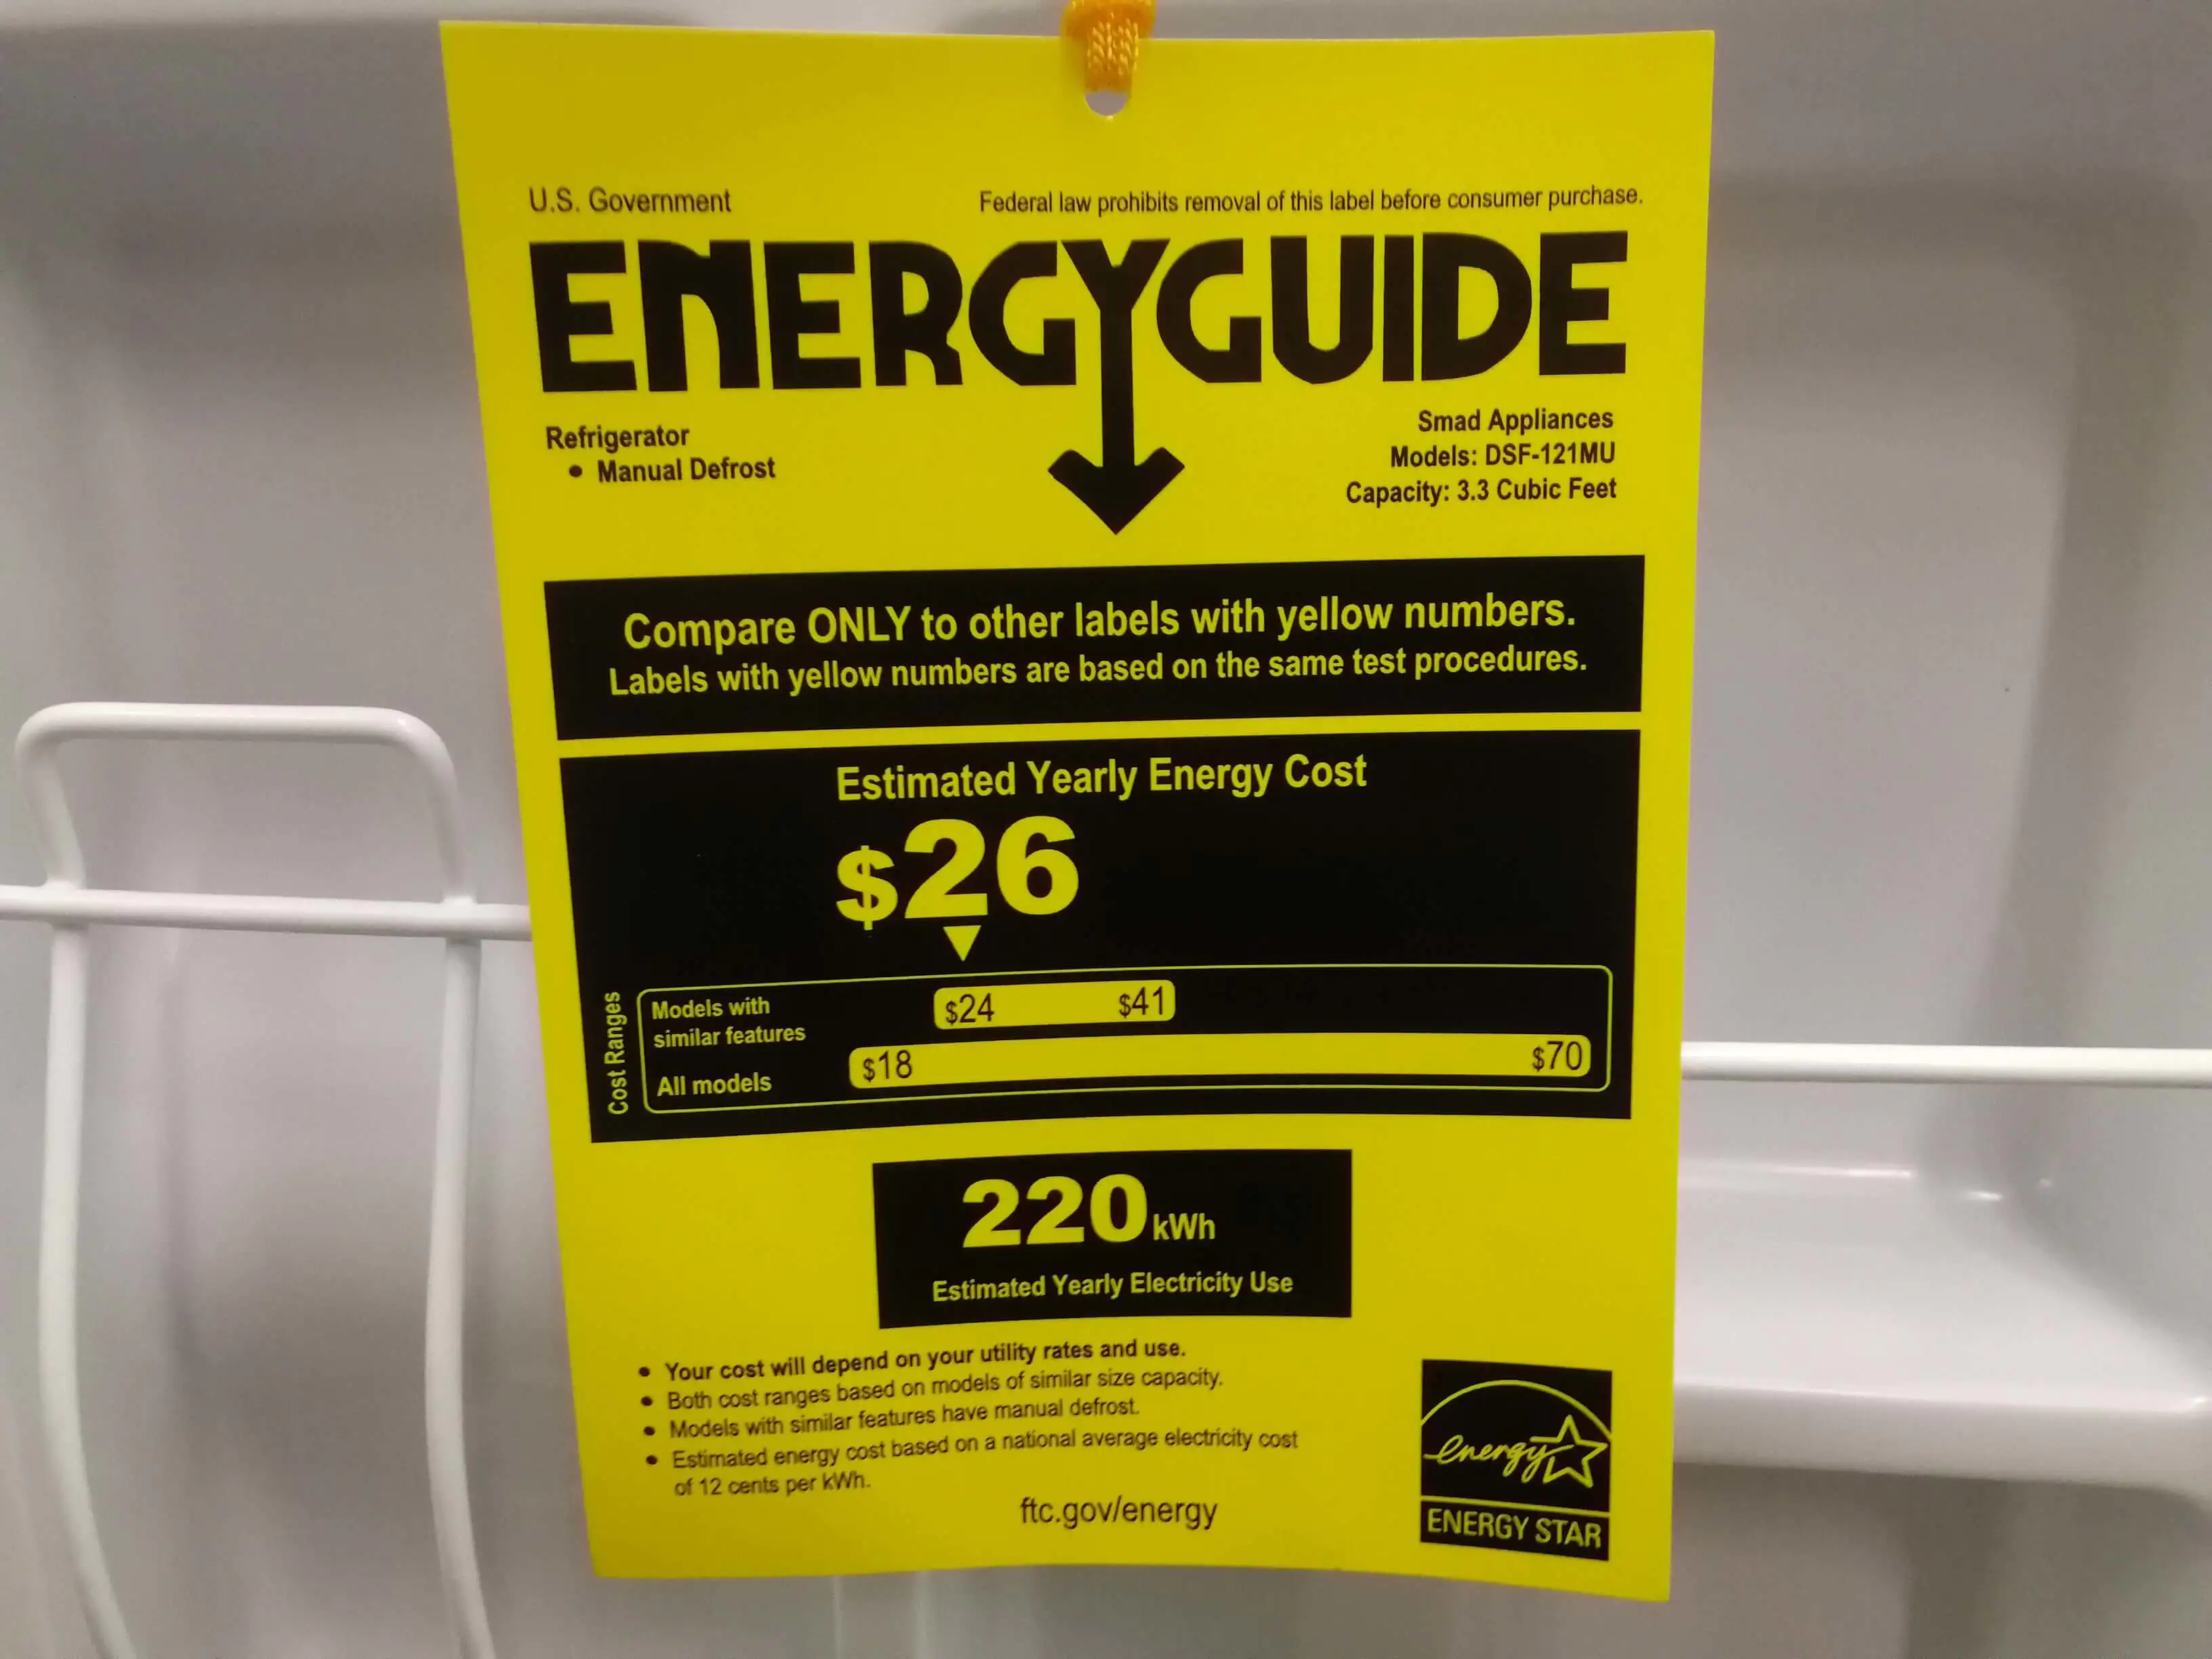 U.S. Government
Federal law prohibits removal of this label before consumer purchase.
ENERGYGUIDE
Refrigerator
• Manual Defrost
Smad Appliances
Models: DSF-121MU
Capacity: 3.3 Cubic Feet
Compare ONLY to other labels with yellow numbers.
Labels with yellow numbers are based on the same test procedures.
Estimated Yearly Energy Cost
$26
Cost Ranges
Models with
similar features
$24 $41
All models
$18 $70
220 kWh
Estimated Yearly Electricity Use
• Your cost will depend on your utility rates and use.
• Both cost ranges based on models of similar size capacity.
• Models with similar features have manual defrost.
• Estimated energy cost based on a national average electricity cost
of 12 cents per kWh.
ftc.gov/energy
energy
ENERGY STAR